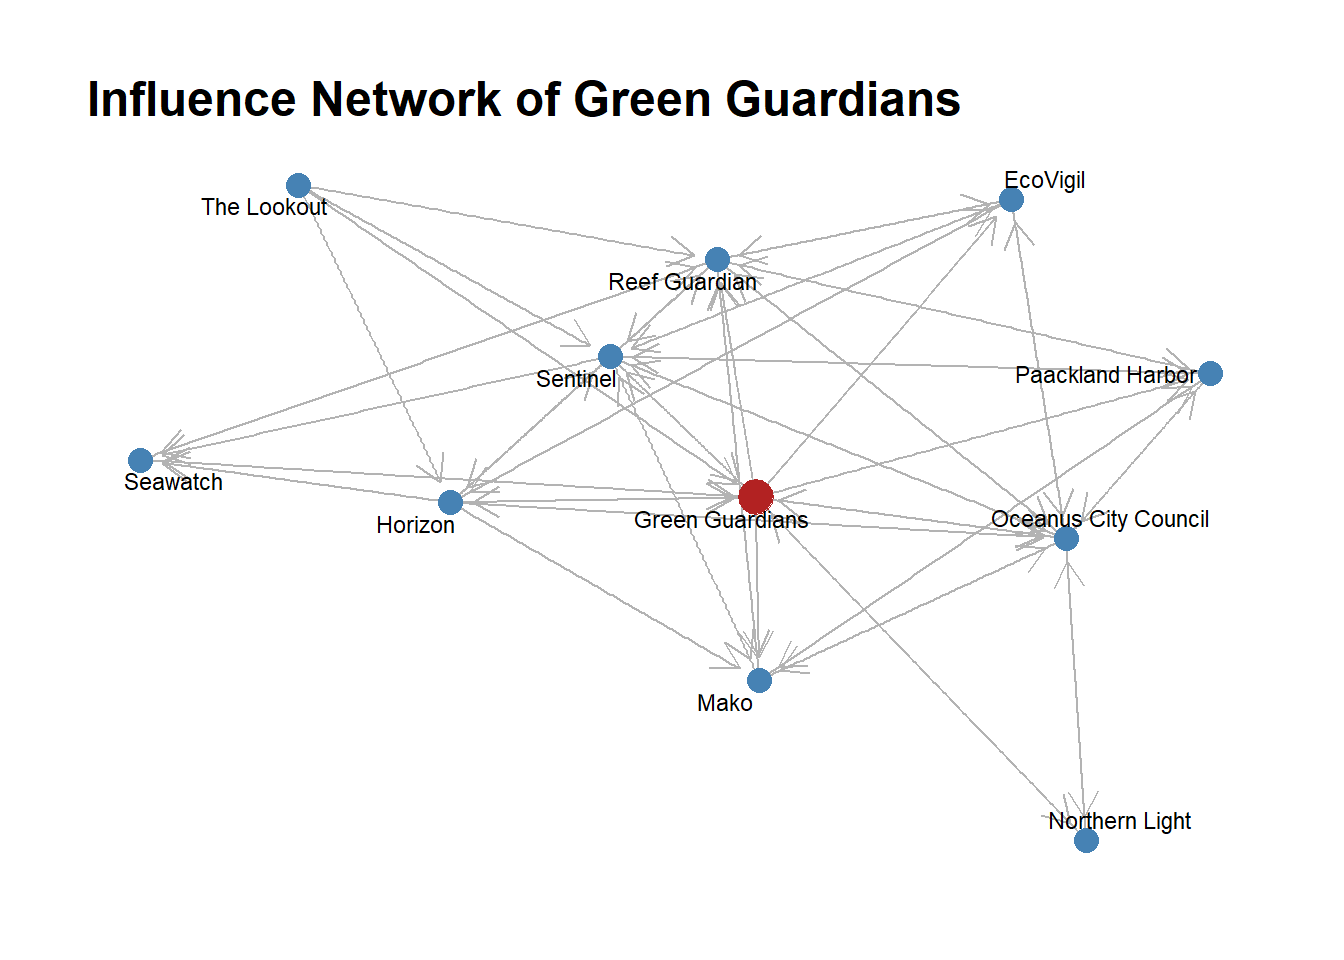 Influence Network of Green Guardians
EcoVigil
The Lookout
Reef Guardian
Paackland Harbor
Sentinel
Seawatch
Horizon
Green Guardians
Oceanus City Council
Mako
Northern Light